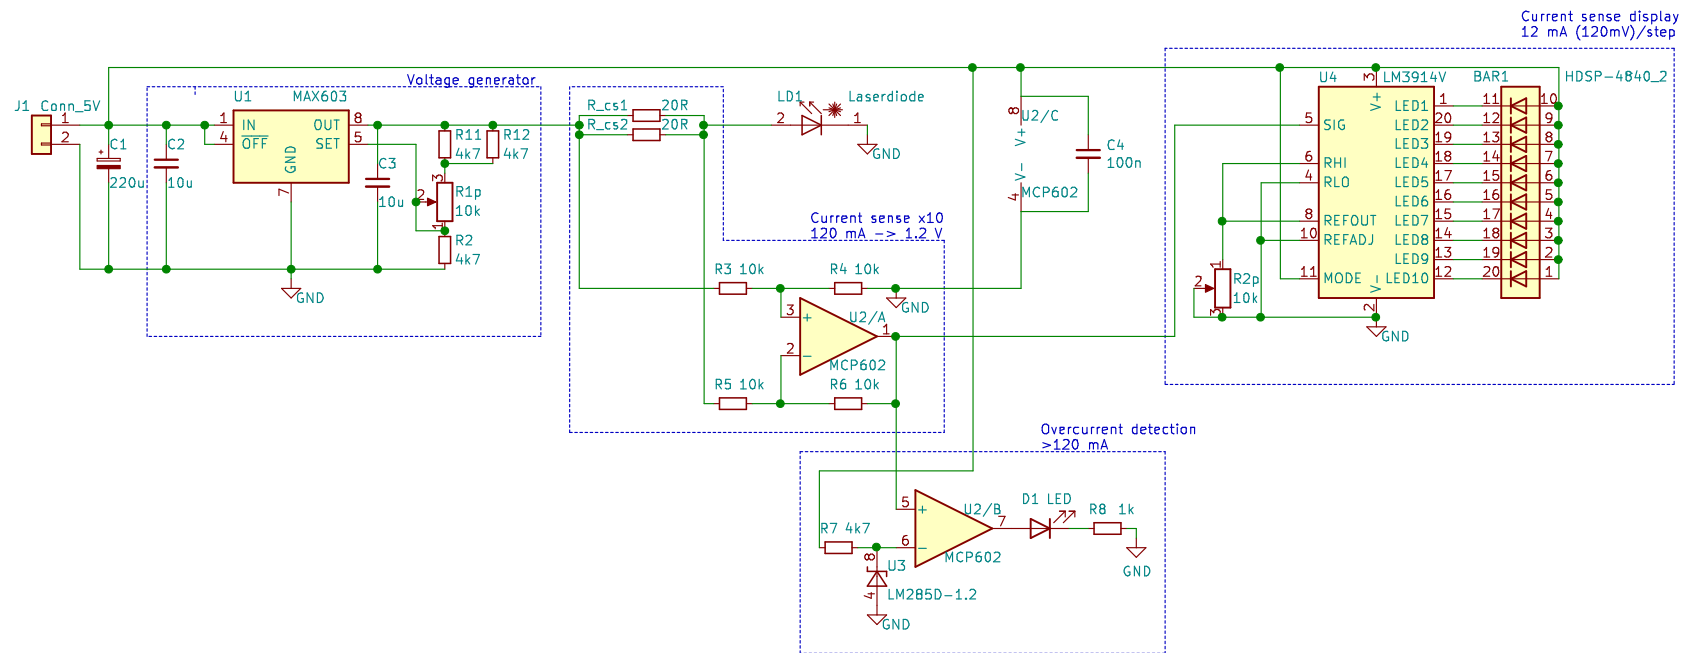 Current sense display
12 mA (120mV)/step
Voltage generator
J1 Conn_5V
1
2
C1
220u
+
C2
10u
U1 MAX603
1 IN OUT 8
4 OFF SET 5
GND
7
GND
C3
10u
R11
4k7
R12
4k7
3
2
1
R1p
10k
R2
4k7
R_cs1 20R
R_cs2 20R
LD1 Laserdiode
2 1
GND
Current sense x10
120 mA -> 1.2 V
R3 10k
R4 10k
GND
3 +
2 -
1
U2/A
MCP602
R5 10k
R6 10k
8
V+
U2/C
V-
4
MCP602
C4
100n
Overcurrent detection
>120 mA
R7 4k7
5 +
6 -
7
U2/B
MCP602
D1 LED
R8 1k
GND
8
4
U3
LM285D-1.2
GND
U4 LM3914V
3
V+
5 SIG
6 RHI
4 RLO
8 REFOUT
10 REFADJ
11 MODE
V-
2
GND
LED1 1
LED2 20
LED3 19
LED4 18
LED5 17
LED6 16
LED7 15
LED8 14
LED9 13
LED10 12
1
2
3
R2p
10k
BAR1 HDSP-4840_2
11 10
12 9
13 8
14 7
15 6
16 5
17 4
18 3
19 2
20 1